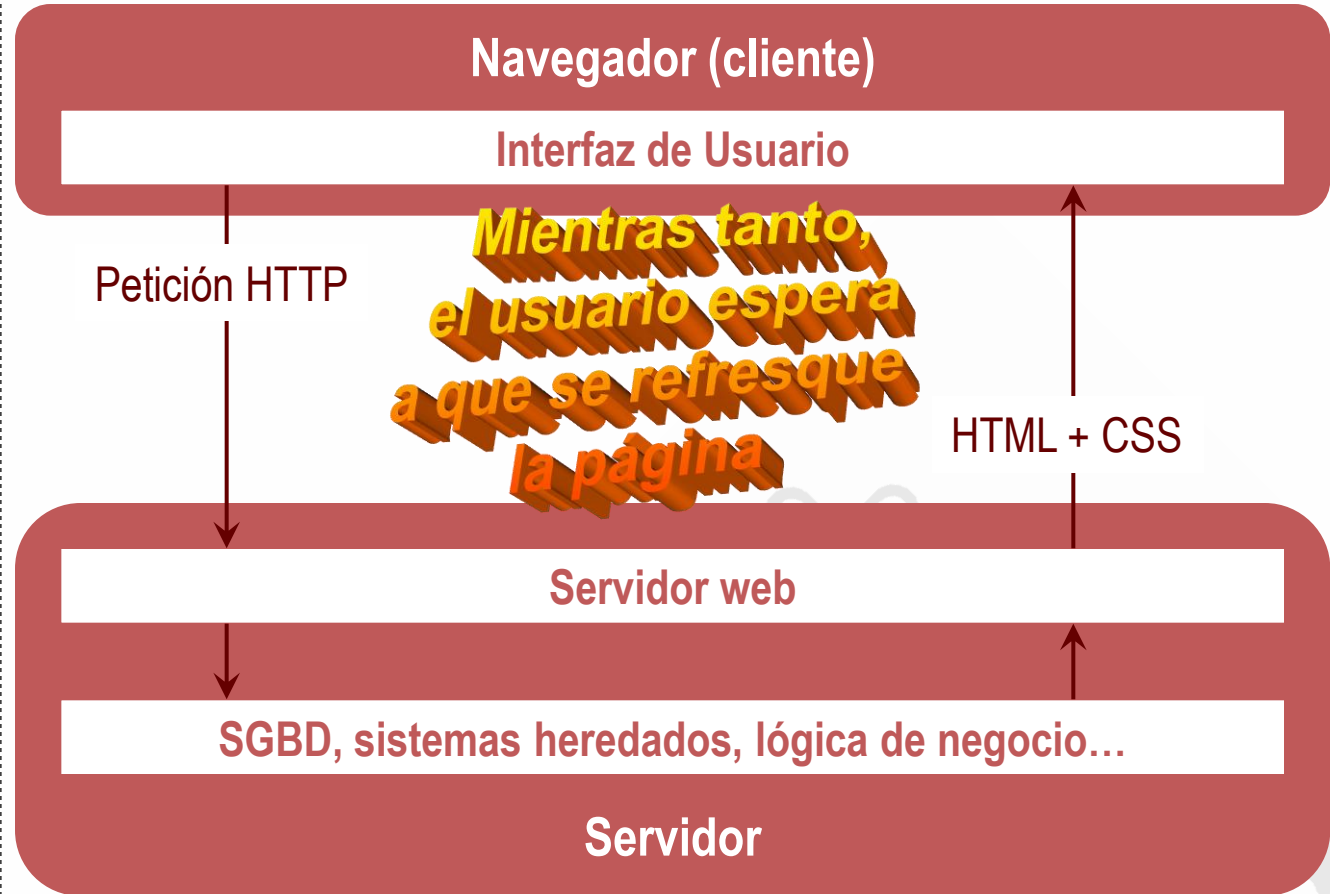 Navegador (cliente)
Interfaz de Usuario
Mientras tanto,
el usuario espera
a que se refresque
la página
Petición HTTP
HTML + CSS
Servidor web
SGBD, sistemas heredados, lógica de negocio…
Servidor